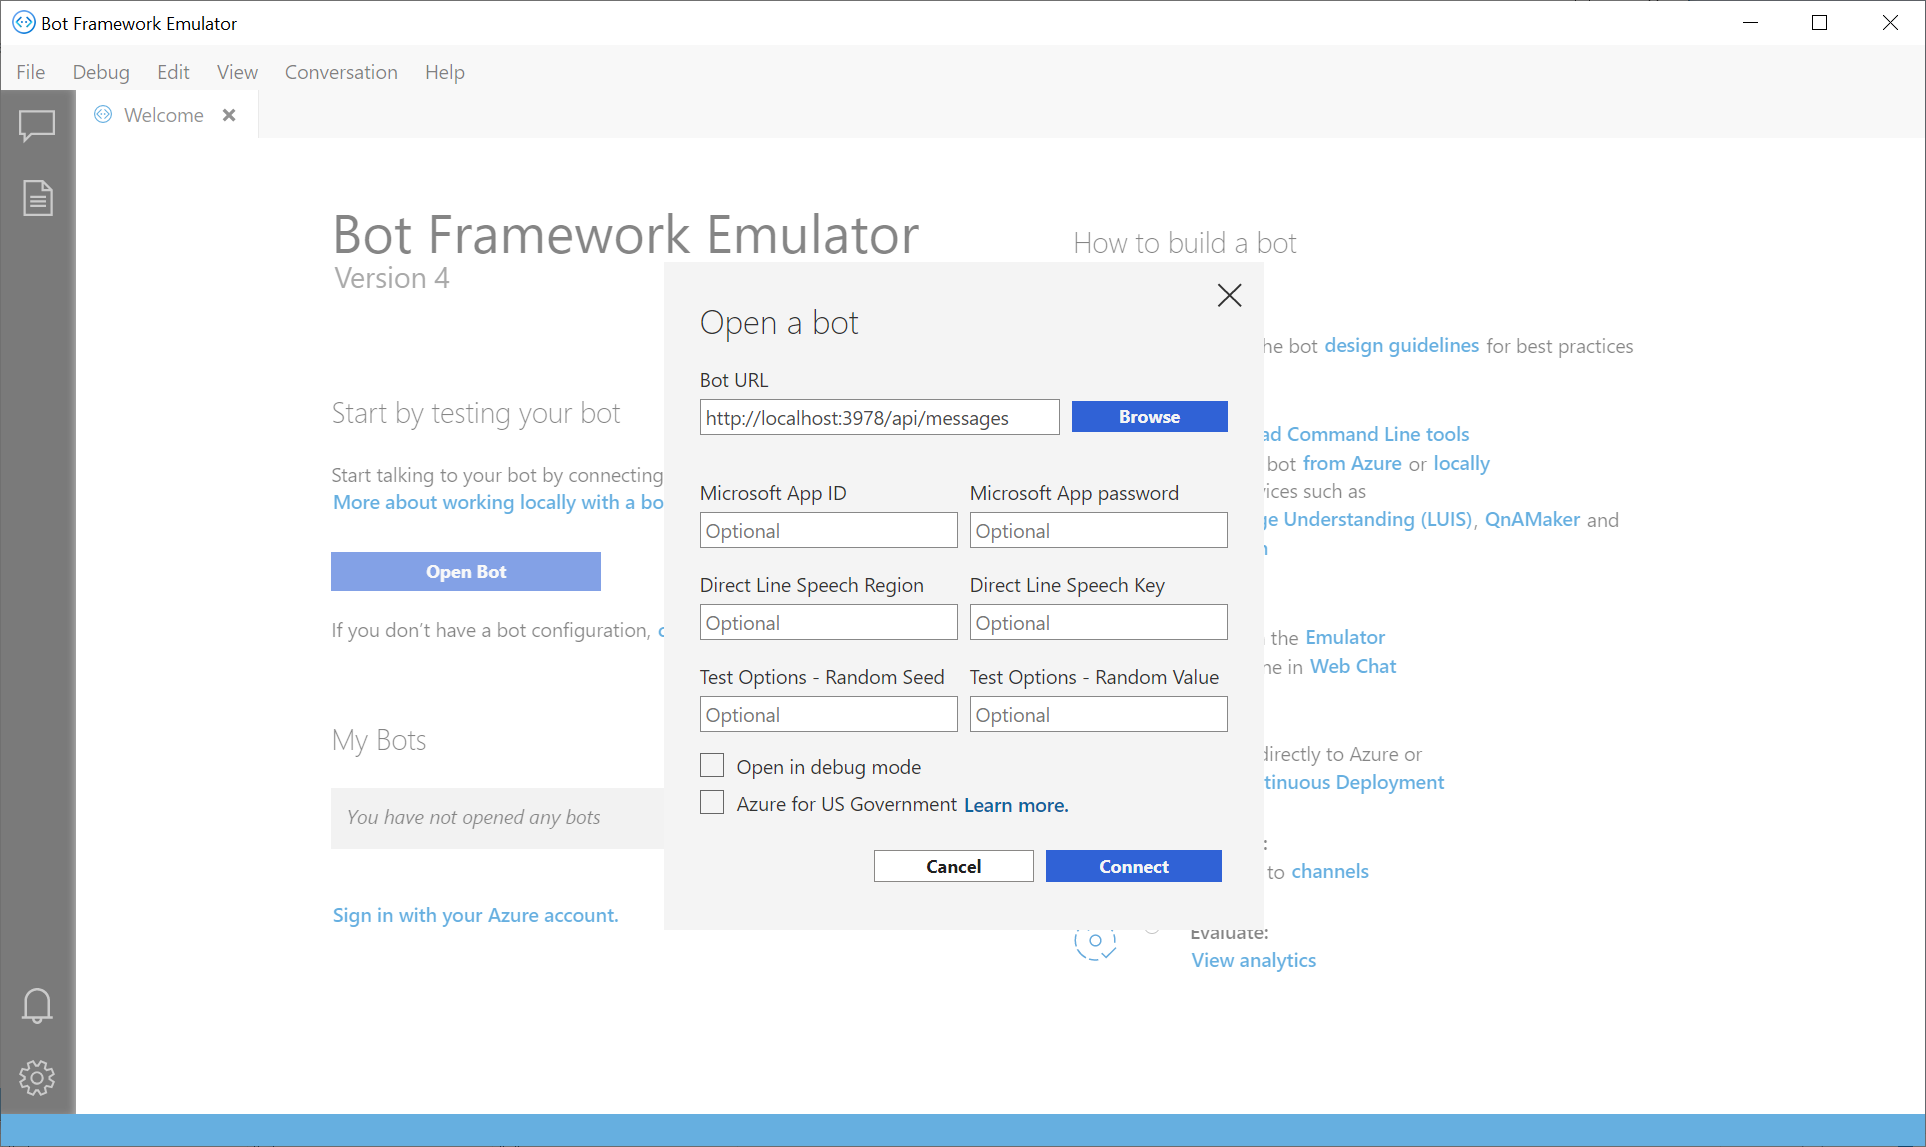 Bot Framework Emulator
File Debug Edit View Conversation Help
Welcome
Bot Framework Emulator
Version 4
Start by testing your bot
Start talking to your bot by connecting
More about working locally with a bo
Open Bot
If you don’t have a bot configuration,
My Bots
You have not opened any bots
Sign in with your Azure account.
Open a bot
Bot URL
http://localhost:3978/api/messages
Browse
Microsoft App ID Microsoft App password
Optional Optional
Direct Line Speech Region Direct Line Speech Key
Optional Optional
Test Options - Random Seed Test Options - Random Value
Optional Optional
Open in debug mode
Azure for US Government Learn more.
Cancel Connect
How to build a bot
he bot design guidelines for best practices
ad Command Line tools
bot from Azure or locally
ices such as
ge Understanding (LUIS), QnAMaker and
the Emulator
ne in Web Chat
directly to Azure or
tinuous Deployment
to channels
Evaluate:
View analytics